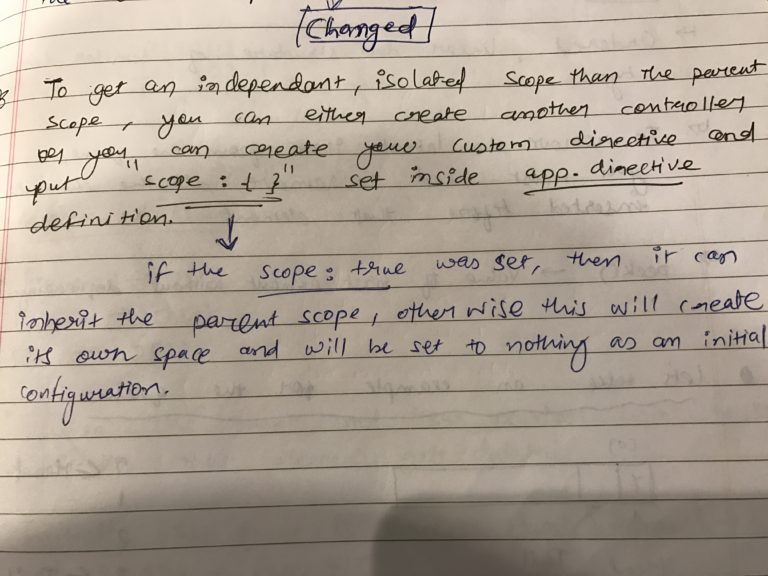 Changed
To get an independant, isolated scope than the parent
scope, you can either create another controller
or you can create your custom directive and
put "scope : { }" set inside app.directive
definition.
if the scope: true was set, then it can
inherit the parent scope, otherwise this will create
its own space and will be set to nothing as an initial
configuration.